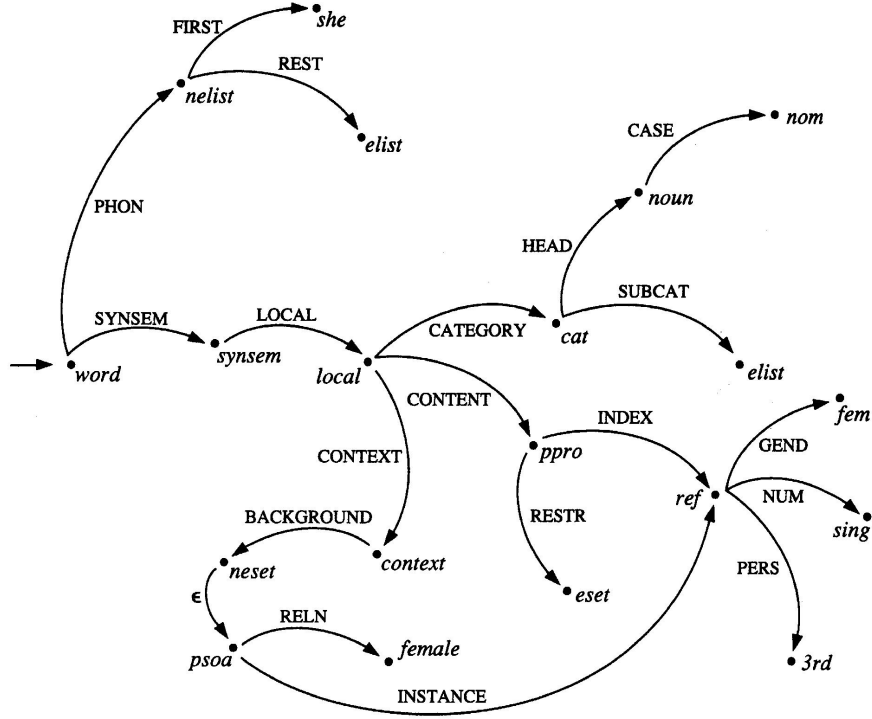 FIRST
she
REST
nelist
elist
CASE
nom
PHON
noun
HEAD
SYNSEM
LOCAL
SUBCAT
CATEGORY
cat
synsem
word
local
elist
CONTENT
fem
INDEX
GEND
CONTEXT
ppro
ref
NUM
BACKGROUND
RESTR
sing
neset
context
PERS
ϵ
eset
RELN
psoa
female
3rd
INSTANCE